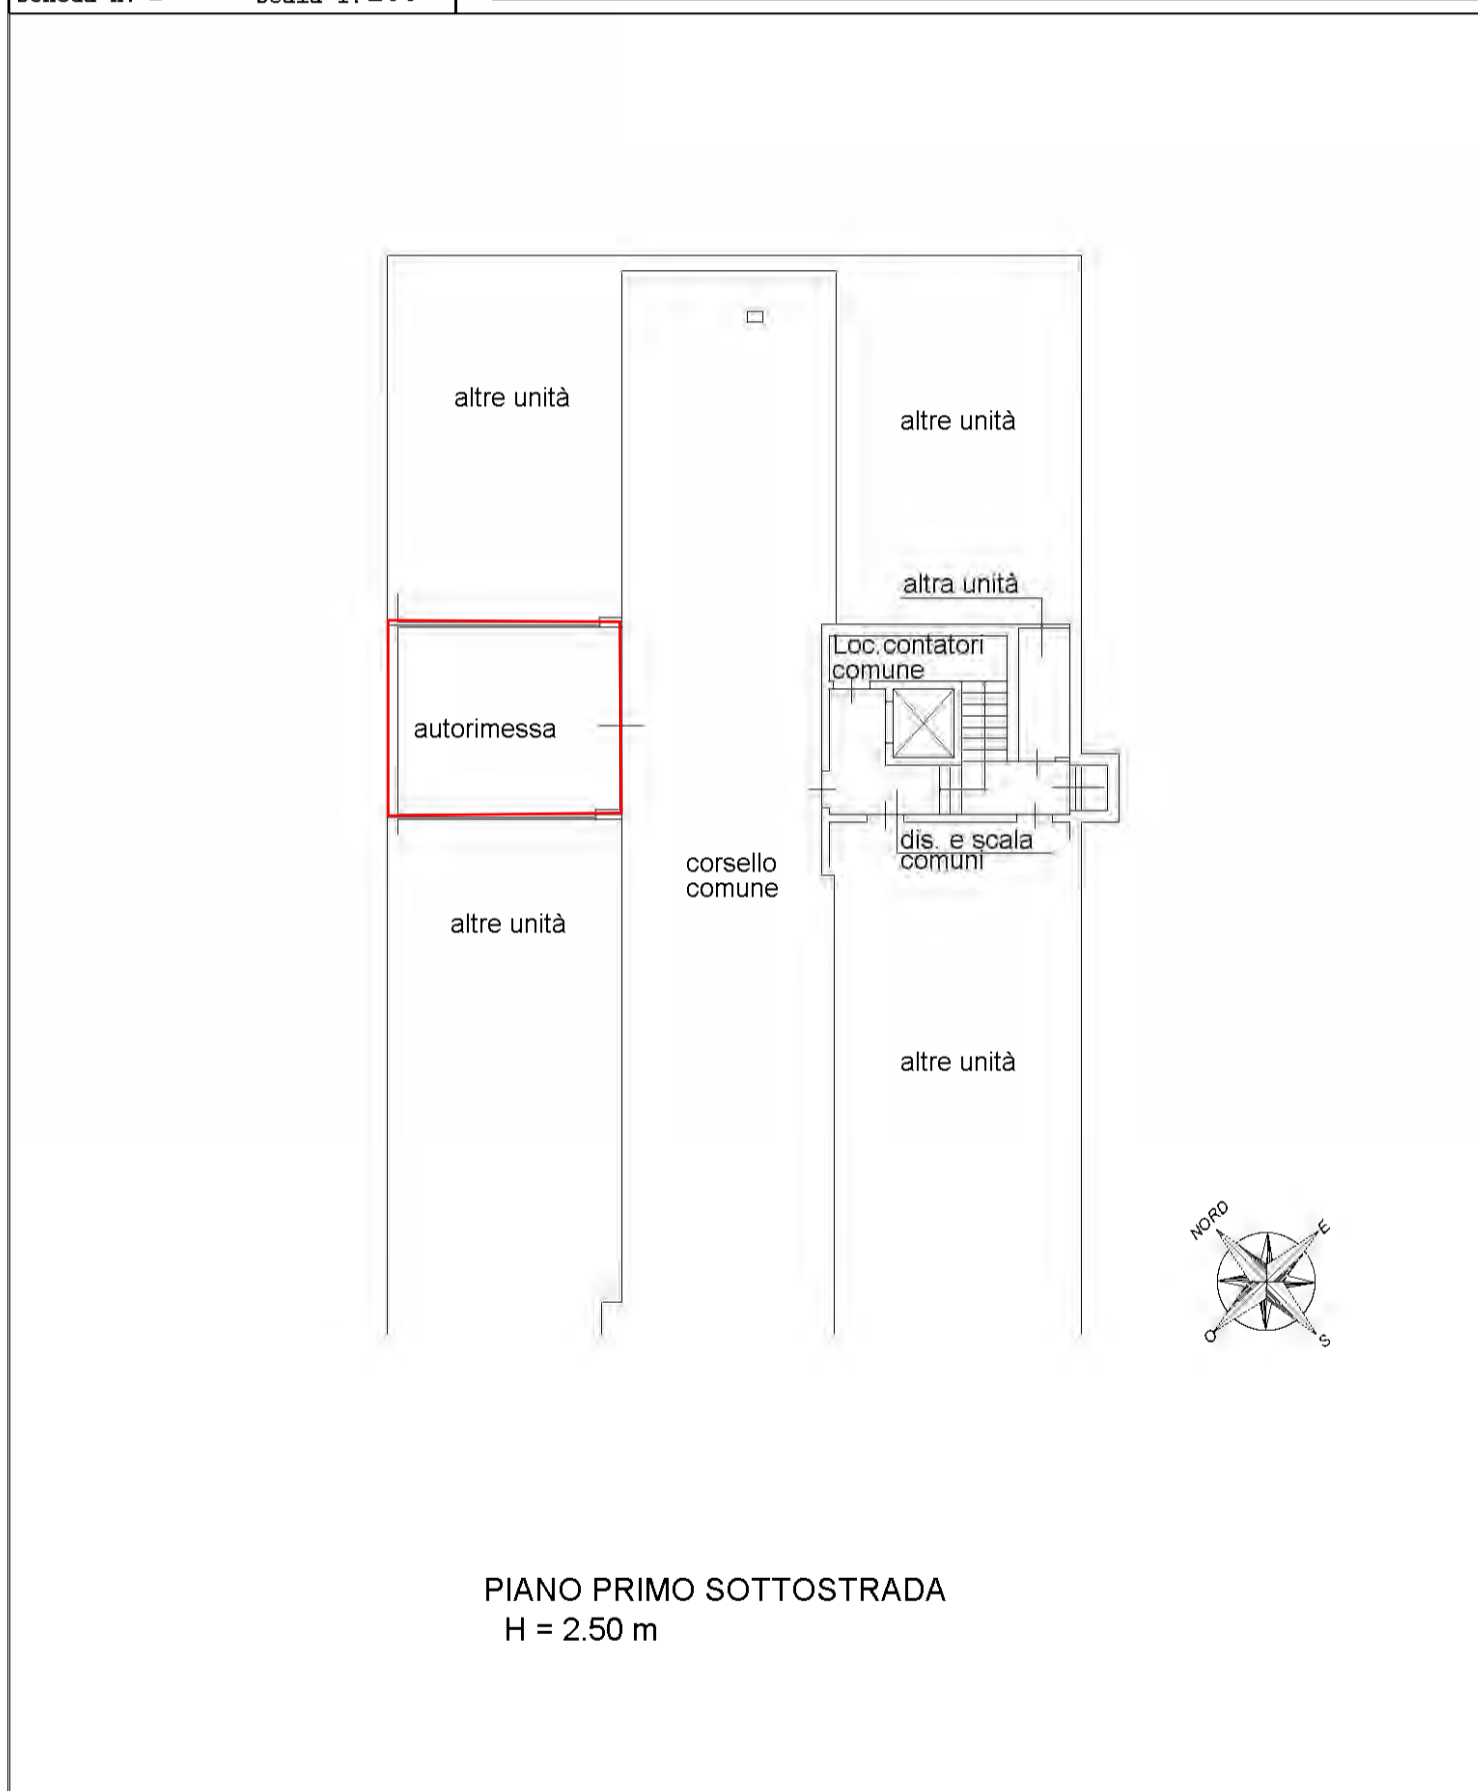 altre unità
altre unità
altra unità
Loc.contatori
comune
autorimessa
dis. e scala
comuni
corsello
comune
altre unità
altre unità
NORD
E
O
S
PIANO PRIMO SOTTOSTRADA
H = 2.50 m